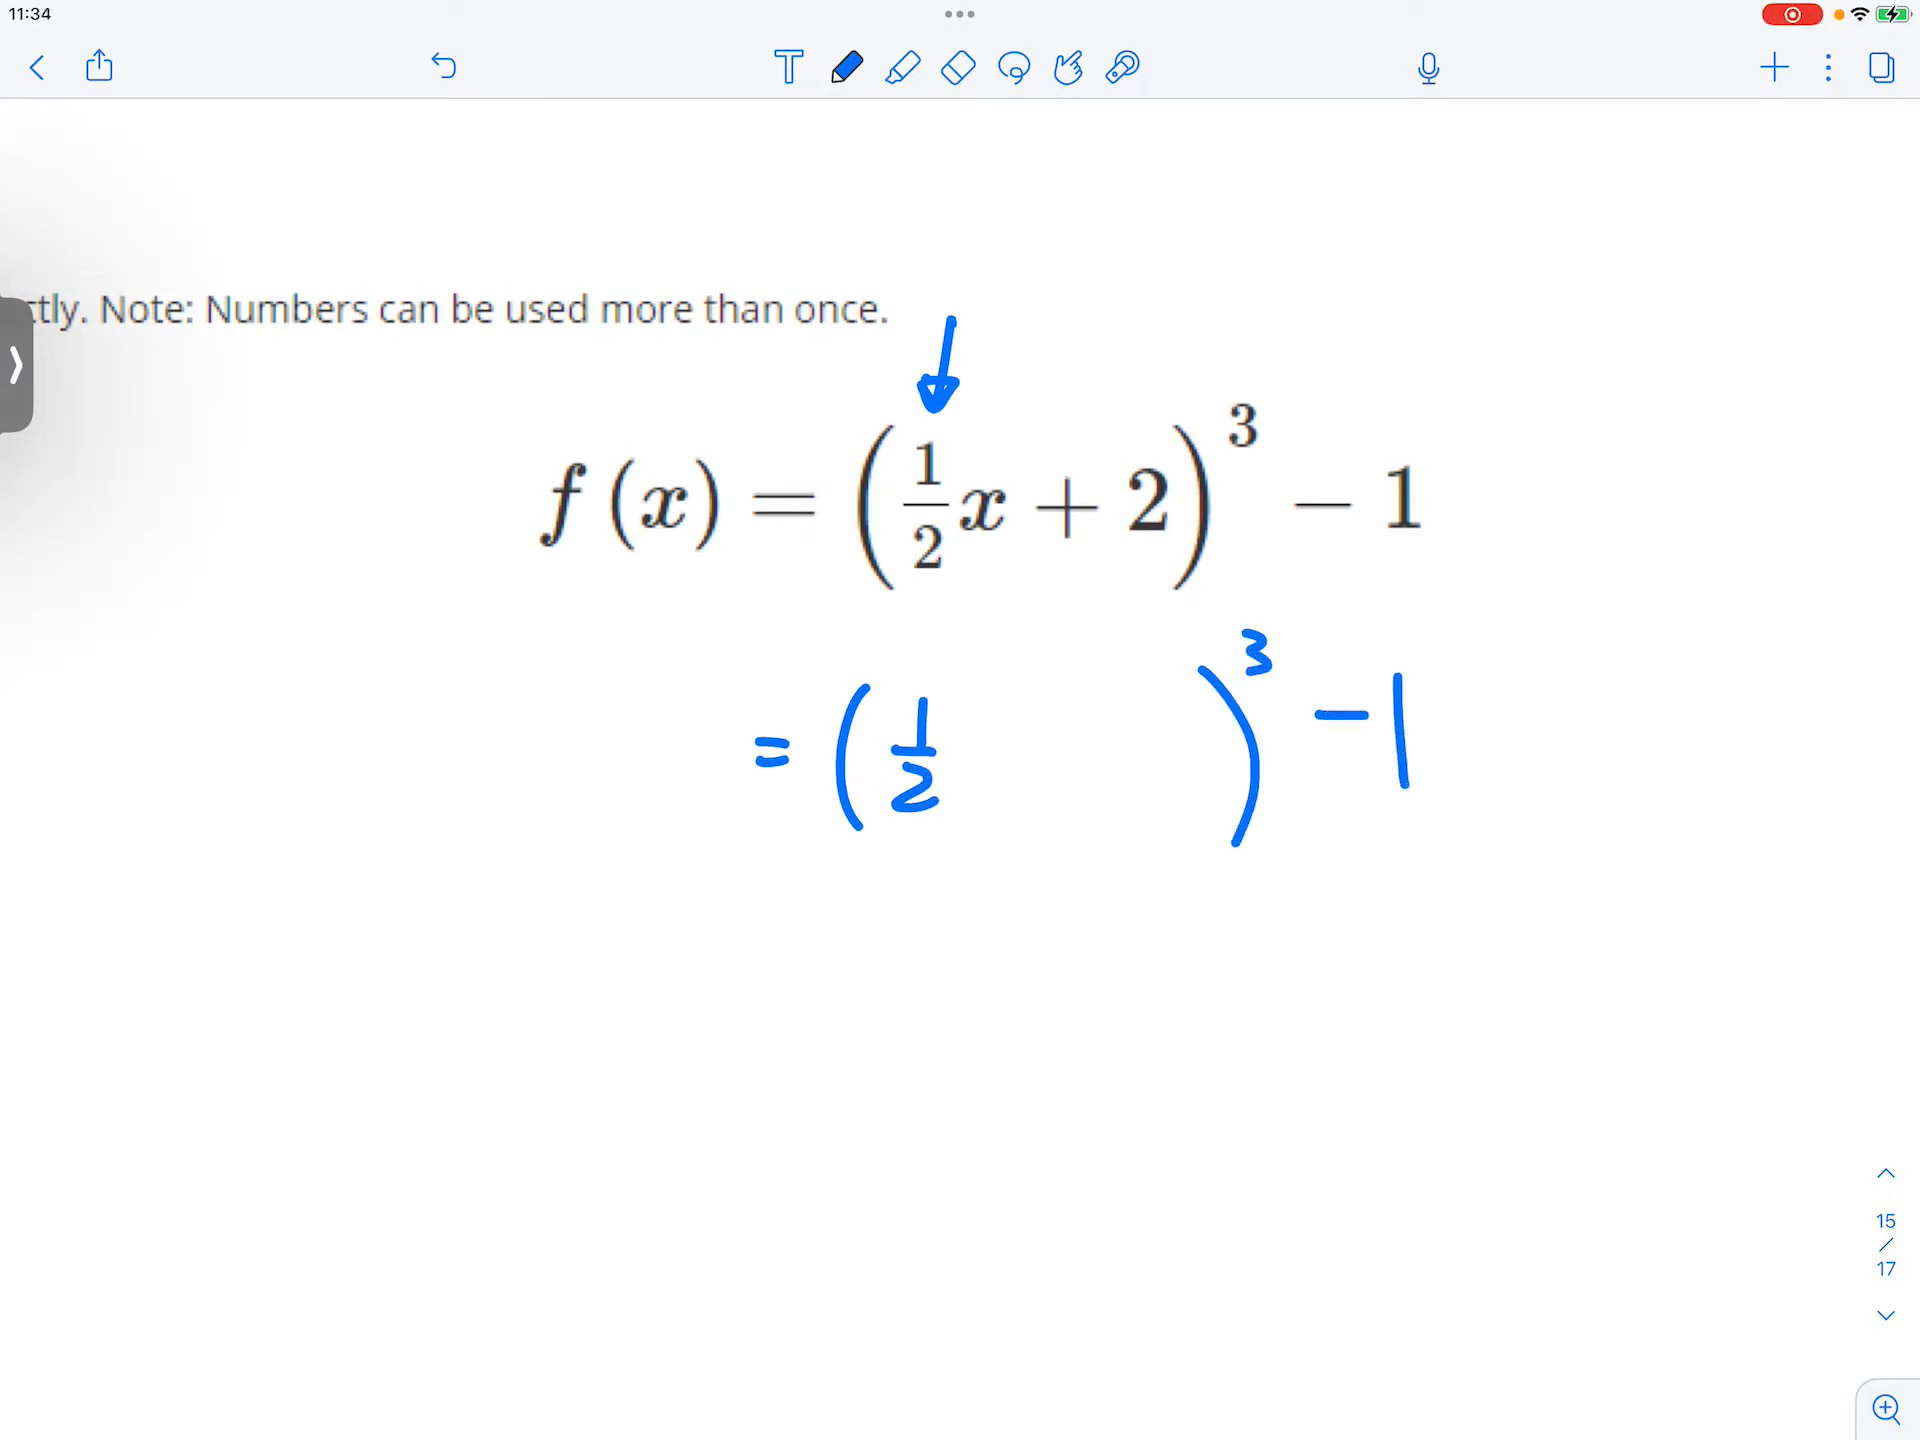 11:34
ctly. Note: Numbers can be used more than once.
f (x) = (1/2 x + 2)^3 − 1
= (1/2 )^3 − 1
15
/
17